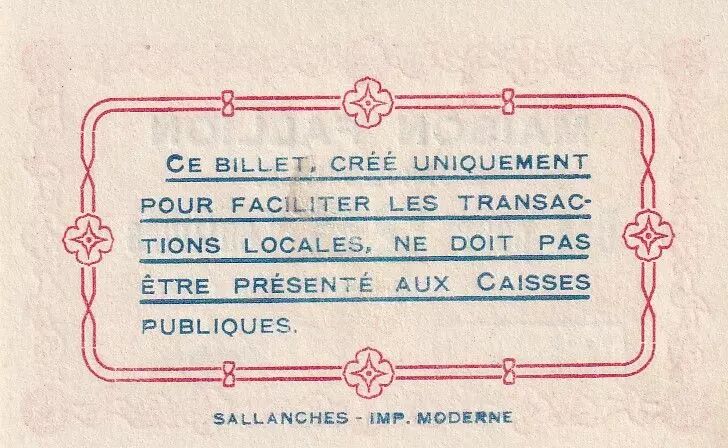 CE BILLET, CRÉÉ UNIQUEMENT
POUR FACILITER LES TRANSAC-
TIONS LOCALES, NE DOIT PAS
ÊTRE PRÉSENTÉ AUX CAISSES
PUBLIQUES.
SALLANCHES - IMP. MODERNE